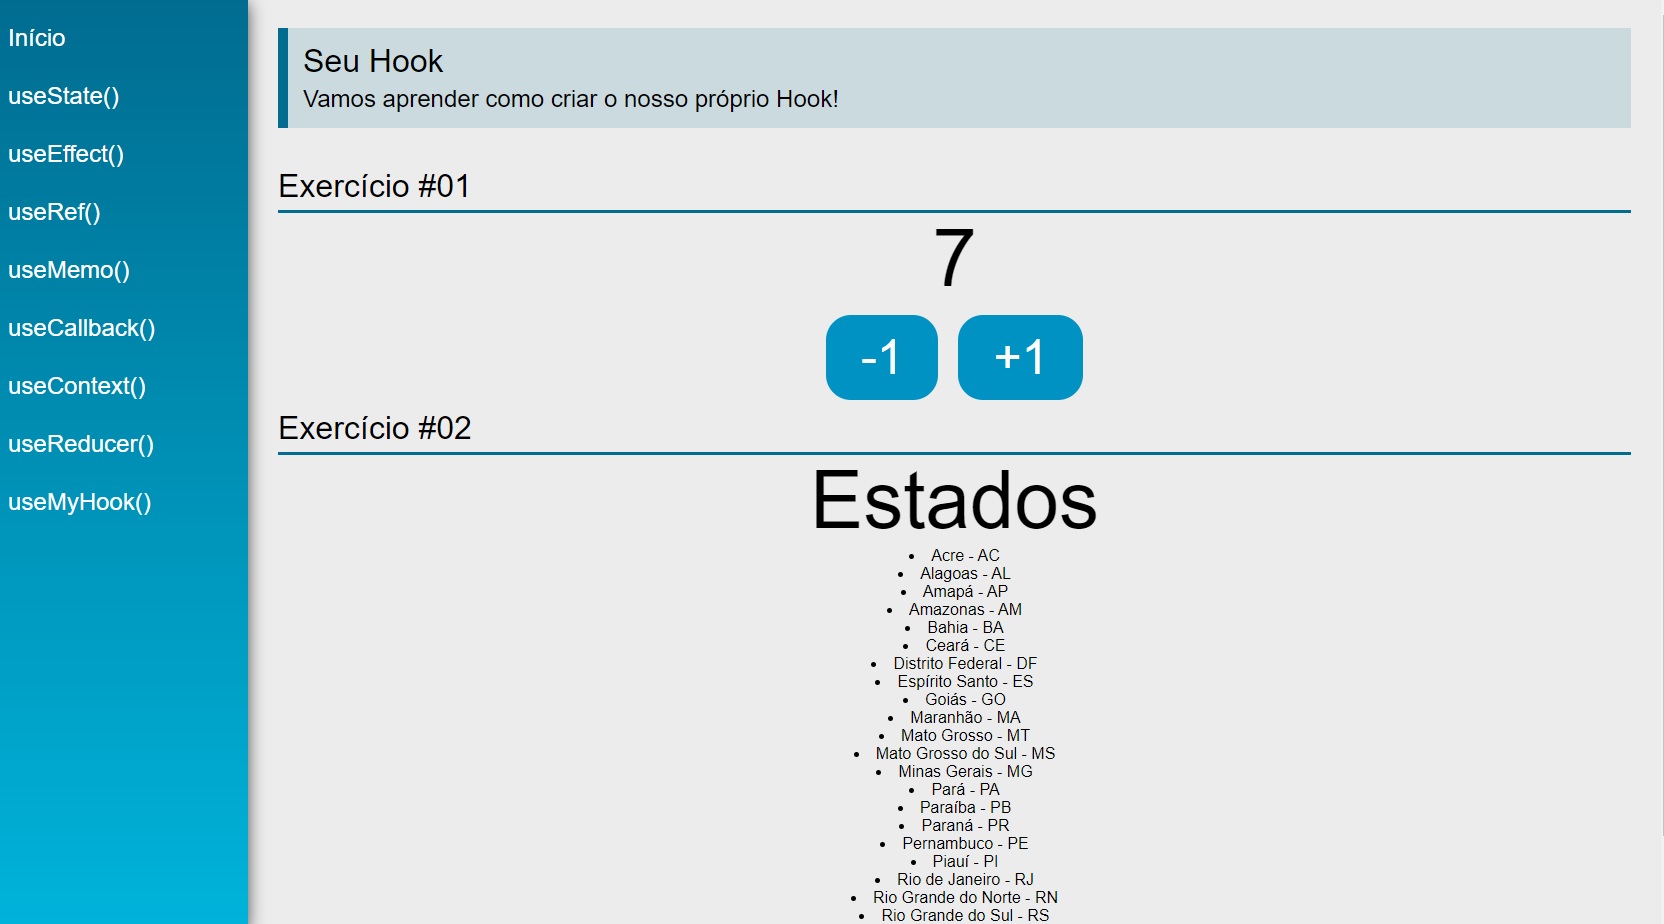 Início
useState()
useEffect()
useRef()
useMemo()
useCallback()
useContext()
useReducer()
useMyHook()
Seu Hook
Vamos aprender como criar o nosso próprio Hook!
Exercício #01
7
-1 +1
Exercício #02
Estados
• Acre - AC
• Alagoas - AL
• Amapá - AP
• Amazonas - AM
• Bahia - BA
• Ceará - CE
• Distrito Federal - DF
• Espírito Santo - ES
• Goiás - GO
• Maranhão - MA
• Mato Grosso - MT
• Mato Grosso do Sul - MS
• Minas Gerais - MG
• Pará - PA
• Paraíba - PB
• Paraná - PR
• Pernambuco - PE
• Piauí - PI
• Rio de Janeiro - RJ
• Rio Grande do Norte - RN
• Rio Grande do Sul - RS